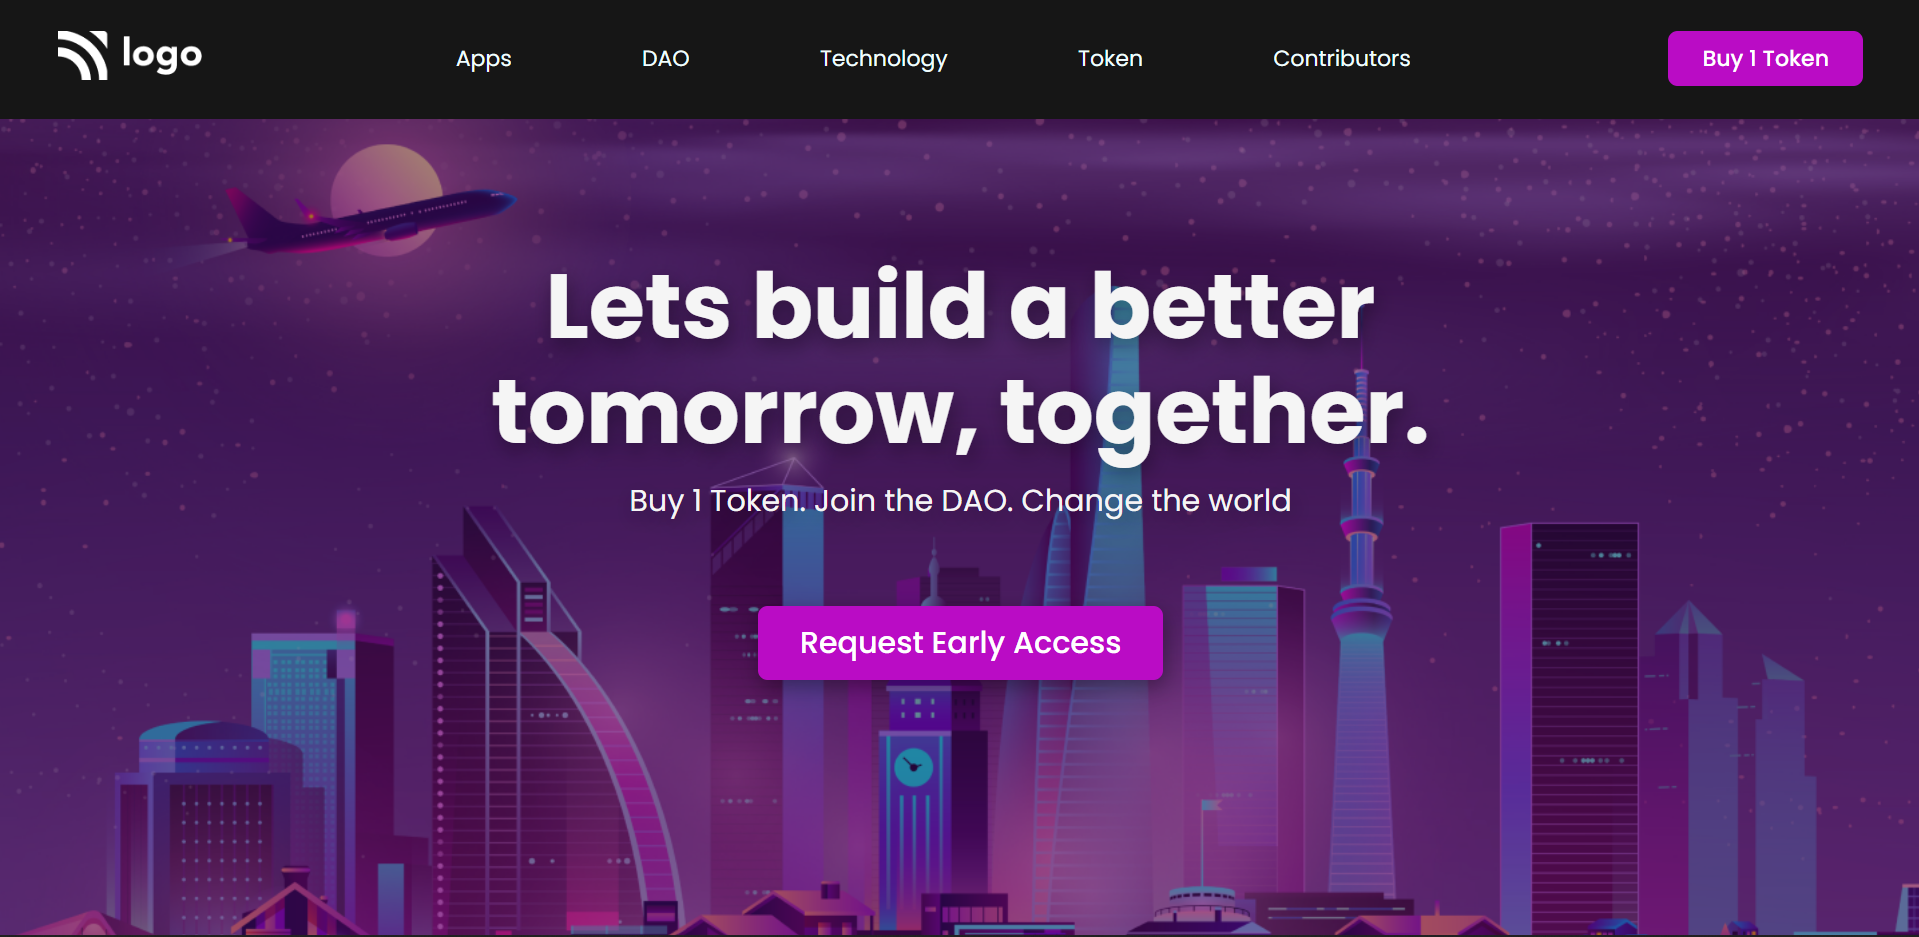 logo
Apps
DAO
Technology
Token
Contributors
Buy 1 Token
Lets build a better
tomorrow, together.
Buy 1 Token. Join the DAO. Change the world
Request Early Access